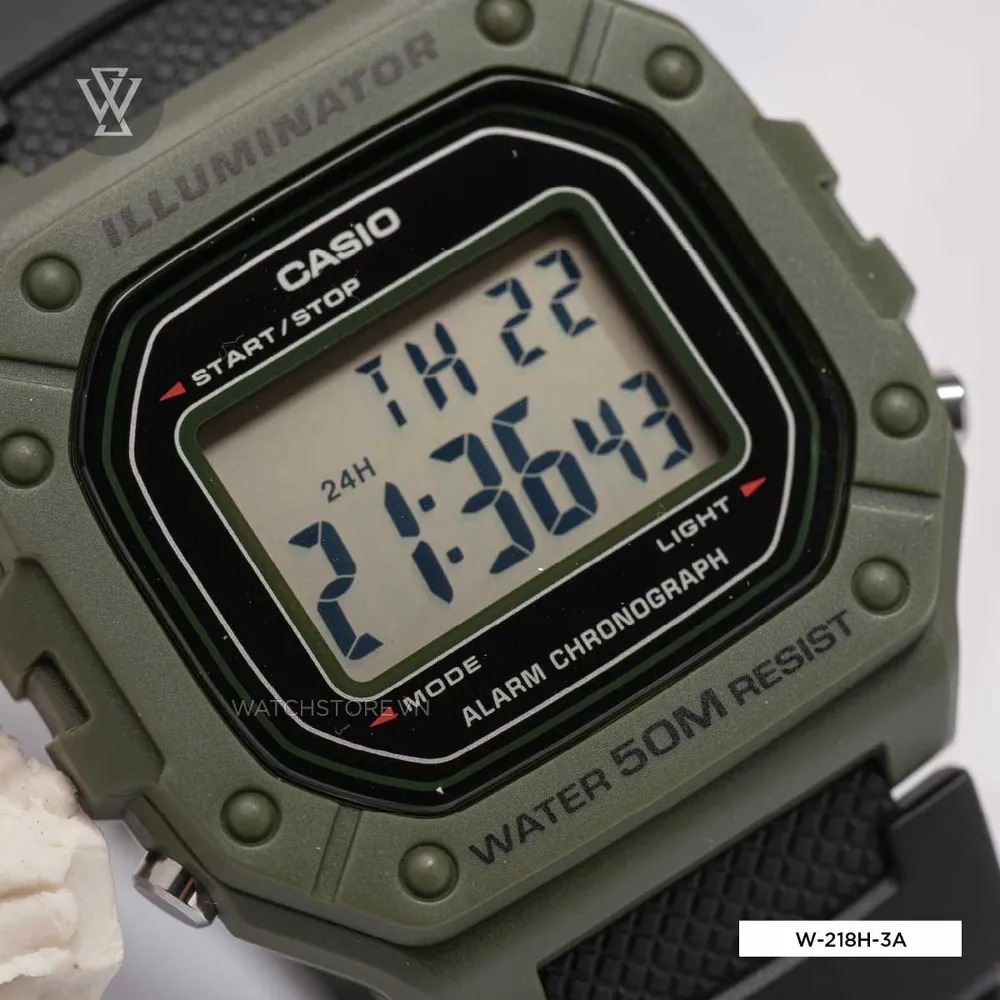 ILLUMINATOR
CASIO
START/STOP
TH 22
24H
21:36 43
LIGHT
MODE
ALARM CHRONOGRAPH
WATCHSTORE.VN
WATER 50M RESIST
W-218H-3A